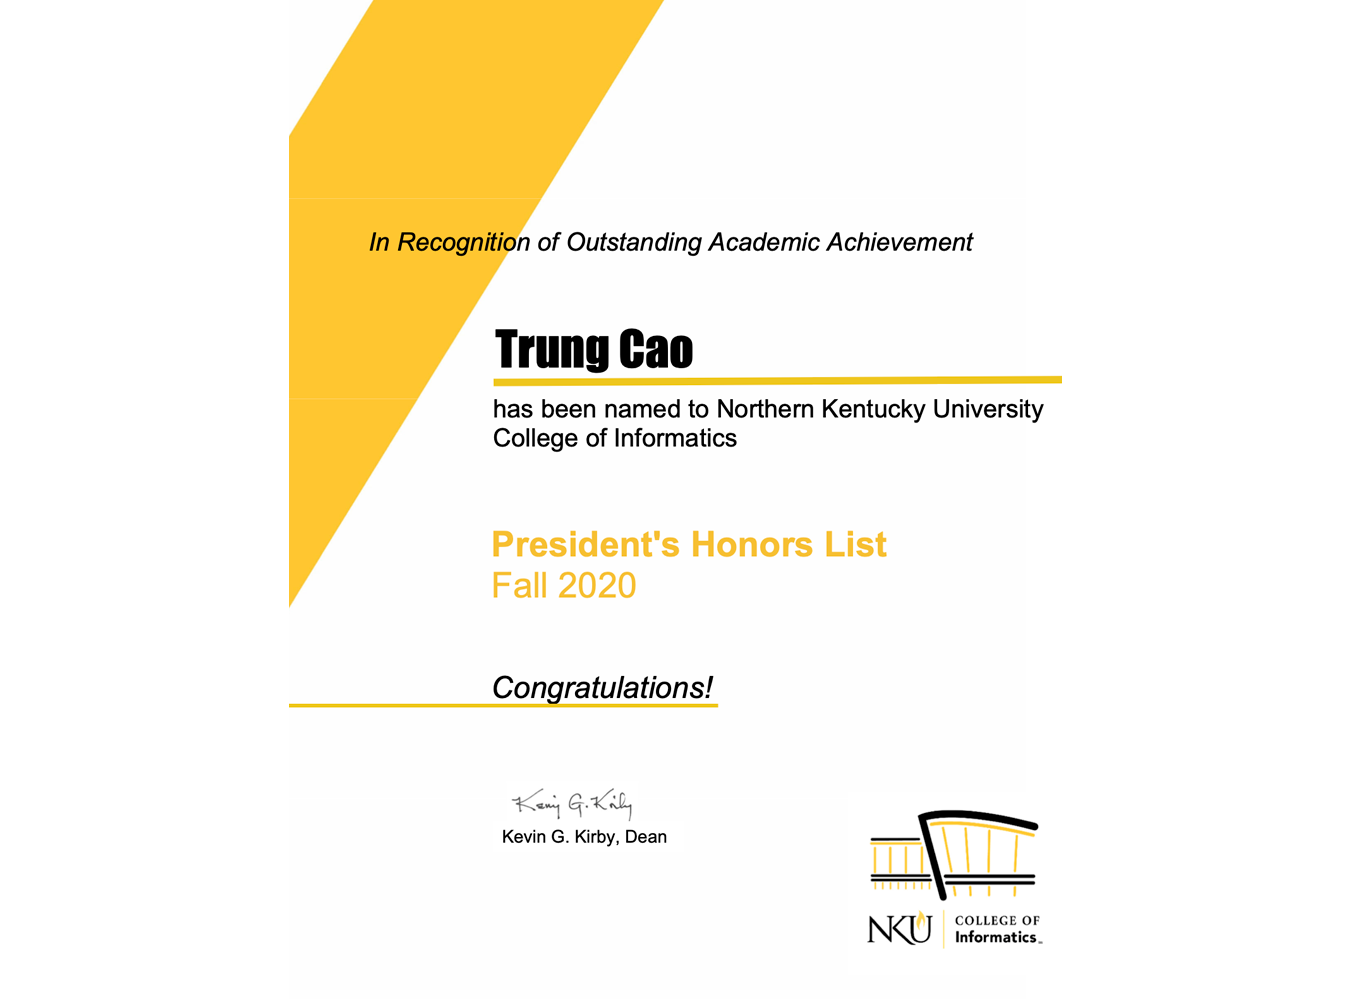 In Recognition of Outstanding Academic Achievement
Trung Cao
has been named to Northern Kentucky University
College of Informatics
President's Honors List
Fall 2020
Congratulations!
Kevin G. Kirby
Kevin G. Kirby, Dean
NKU
COLLEGE OF
Informatics™